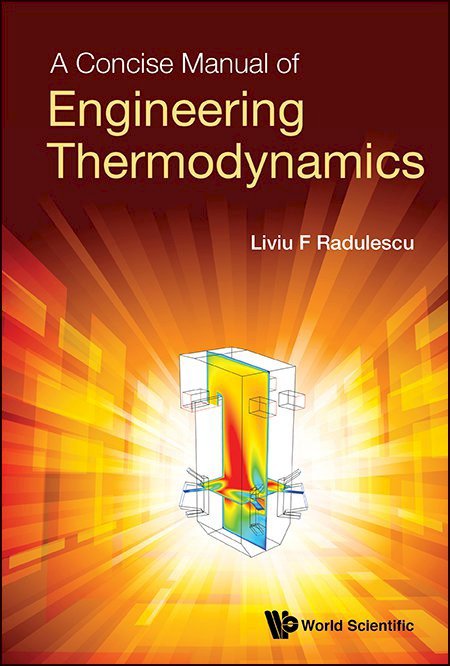 A Concise Manual of
Engineering
Thermodynamics
Liviu F Radulescu
World Scientific